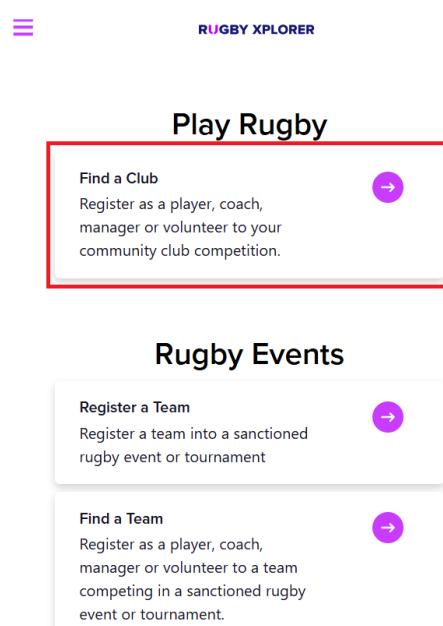 RUGBY XPLORER
Play Rugby
Find a Club
Register as a player, coach,
manager or volunteer to your
community club competition.
Rugby Events
Register a Team
Register a team into a sanctioned
rugby event or tournament
Find a Team
Register as a player, coach,
manager or volunteer to a team
competing in a sanctioned rugby
event or tournament.